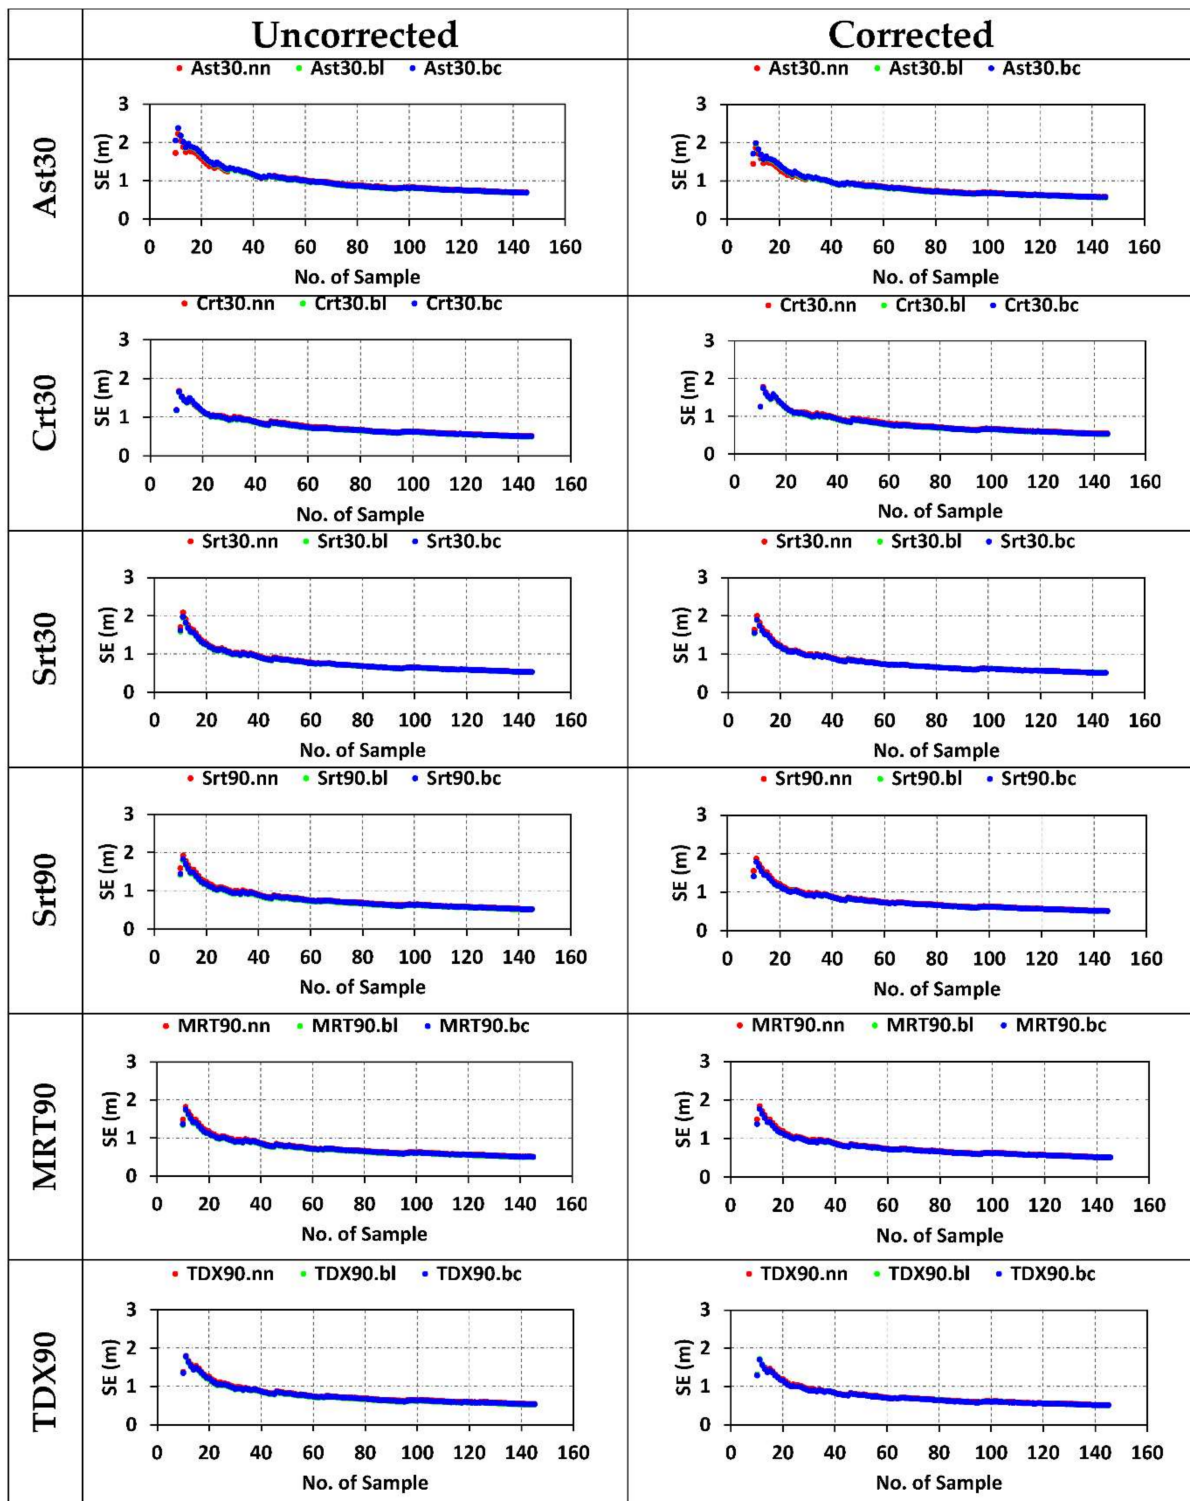 Uncorrected Corrected
Ast30
Ast30.nn Ast30.bl Ast30.bc
SE (m)
3
2
1
0
0 20 40 60 80 100 120 140 160
No. of Sample
Ast30.nn Ast30.bl Ast30.bc
SE (m)
3
2
1
0
0 20 40 60 80 100 120 140 160
No. of Sample
Crt30
Crt30.nn Crt30.bl Crt30.bc
SE (m)
3
2
1
0
0 20 40 60 80 100 120 140 160
No. of Sample
Crt30.nn Crt30.bl Crt30.bc
SE (m)
3
2
1
0
0 20 40 60 80 100 120 140 160
No. of Sample
Srt30
Srt30.nn Srt30.bl Srt30.bc
SE (m)
3
2
1
0
0 20 40 60 80 100 120 140 160
No. of Sample
Srt30.nn Srt30.bl Srt30.bc
SE (m)
3
2
1
0
0 20 40 60 80 100 120 140 160
No. of Sample
Srt90
Srt90.nn Srt90.bl Srt90.bc
SE (m)
3
2
1
0
0 20 40 60 80 100 120 140 160
No. of Sample
Srt90.nn Srt90.bl Srt90.bc
SE (m)
3
2
1
0
0 20 40 60 80 100 120 140 160
No. of Sample
MRT90
MRT90.nn MRT90.bl MRT90.bc
SE (m)
3
2
1
0
0 20 40 60 80 100 120 140 160
No. of Sample
MRT90.nn MRT90.bl MRT90.bc
SE (m)
3
2
1
0
0 20 40 60 80 100 120 140 160
No. of Sample
TDX90
TDX90.nn TDX90.bl TDX90.bc
SE (m)
3
2
1
0
0 20 40 60 80 100 120 140 160
No. of Sample
TDX90.nn TDX90.bl TDX90.bc
SE (m)
3
2
1
0
0 20 40 60 80 100 120 140 160
No. of Sample